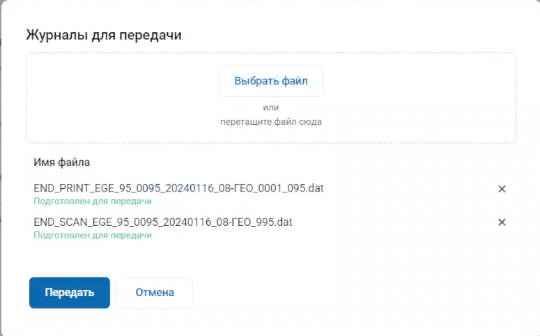 Журналы для передачи
Выбрать файл
или
перетащите файл сюда
Имя файла
END_PRINT_EGE_95_0095_20240116_08-ГЕО_0001_095.dat
Подготовлен для передачи
END_SCAN_EGE_95_0095_20240116_08-ГЕО_995.dat
Подготовлен для передачи
Передать
Отмена